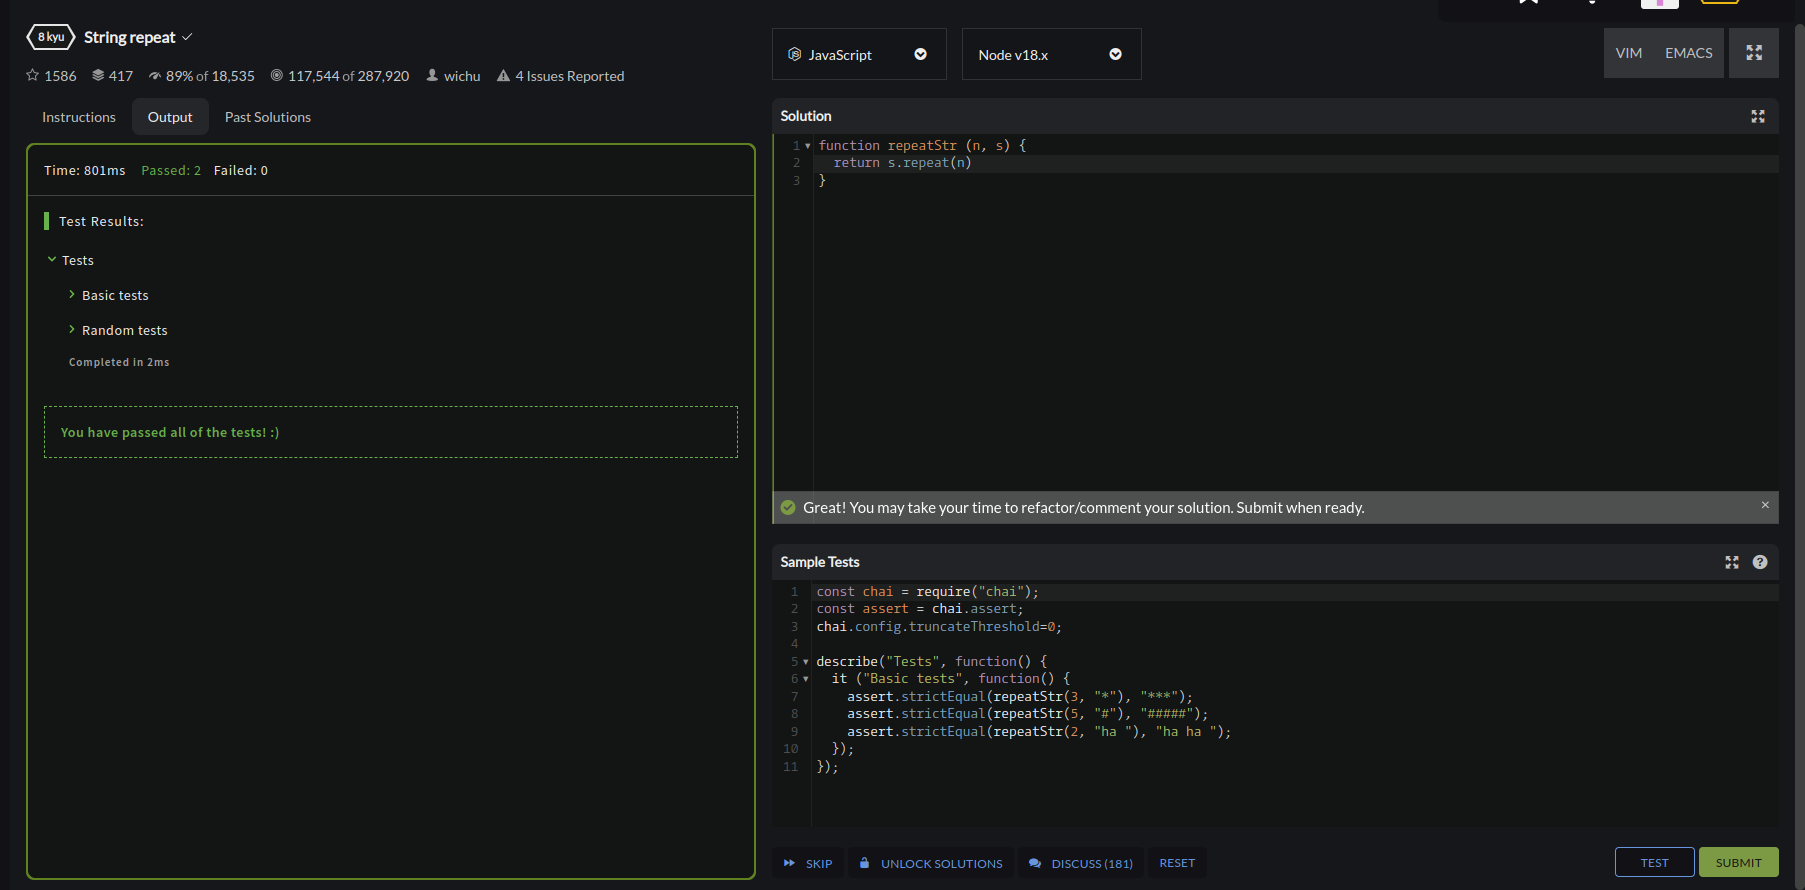 8 kyu String repeat
1586 417 89% of 18,535 117,544 of 287,920 wichu 4 Issues Reported
Instructions Output Past Solutions
Time: 801ms Passed: 2 Failed: 0
Test Results:
Tests
Basic tests
Random tests
Completed in 2ms
You have passed all of the tests! :)
JavaScript Node v18.x VIM EMACS
Solution
1 function repeatStr (n, s) {
2   return s.repeat(n)
3 }
Great! You may take your time to refactor/comment your solution. Submit when ready.
Sample Tests
1 const chai = require("chai");
2 const assert = chai.assert;
3 chai.config.truncateThreshold=0;
4
5 describe("Tests", function() {
6   it ("Basic tests", function() {
7     assert.strictEqual(repeatStr(3, "*"), "***");
8     assert.strictEqual(repeatStr(5, "#"), "#####");
9     assert.strictEqual(repeatStr(2, "ha "), "ha ha ");
10   });
11 });
SKIP UNLOCK SOLUTIONS DISCUSS (181) RESET TEST SUBMIT